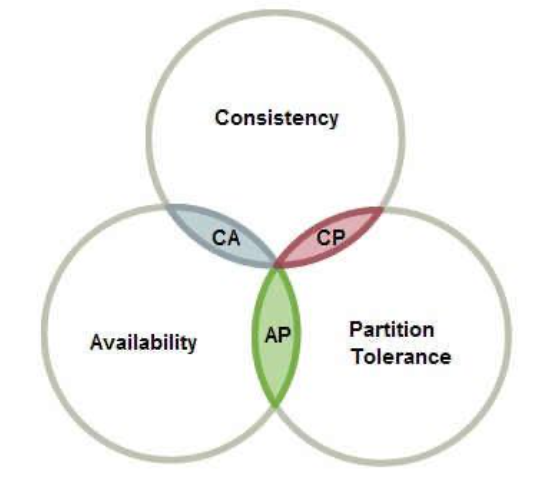 Consistency
CA
CP
AP
Availability
Partition
Tolerance